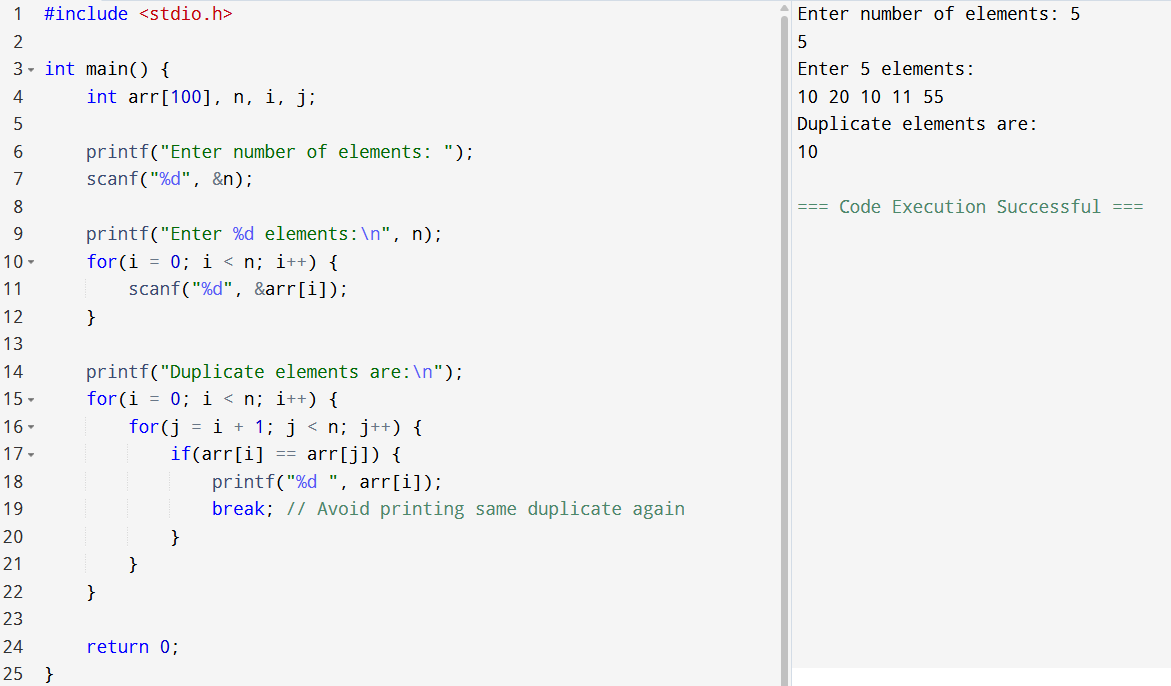 1 #include <stdio.h>
2
3 int main() {
4     int arr[100], n, i, j;
5
6     printf("Enter number of elements: ");
7     scanf("%d", &n);
8
9     printf("Enter %d elements:\n", n);
10     for(i = 0; i < n; i++) {
11         scanf("%d", &arr[i]);
12     }
13
14     printf("Duplicate elements are:\n");
15     for(i = 0; i < n; i++) {
16         for(j = i + 1; j < n; j++) {
17             if(arr[i] == arr[j]) {
18                 printf("%d ", arr[i]);
19                 break; // Avoid printing same duplicate again
20             }
21         }
22     }
23
24     return 0;
25 }
Enter number of elements: 5
5
Enter 5 elements:
10 20 10 11 55
Duplicate elements are:
10
=== Code Execution Successful ===